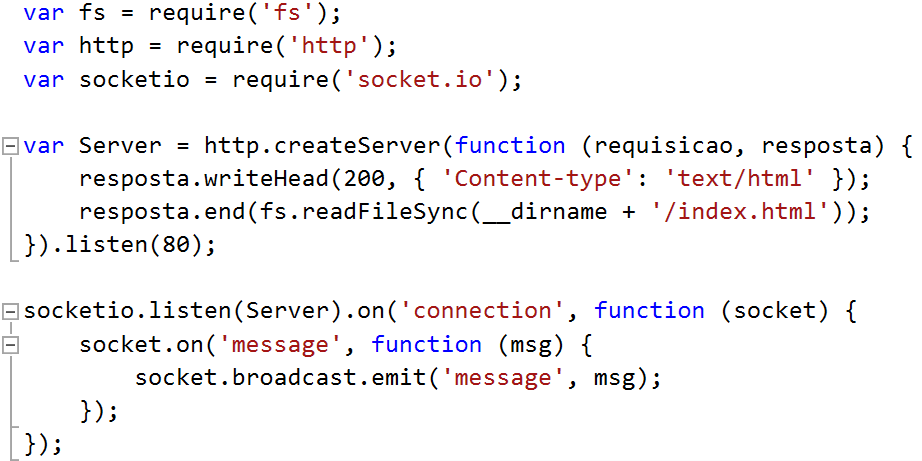 var fs = require('fs');
var http = require('http');
var socketio = require('socket.io');

var Server = http.createServer(function (requisicao, resposta) {
    resposta.writeHead(200, { 'Content-type': 'text/html' });
    resposta.end(fs.readFileSync(__dirname + '/index.html'));
}).listen(80);

socketio.listen(Server).on('connection', function (socket) {
    socket.on('message', function (msg) {
        socket.broadcast.emit('message', msg);
    });
});